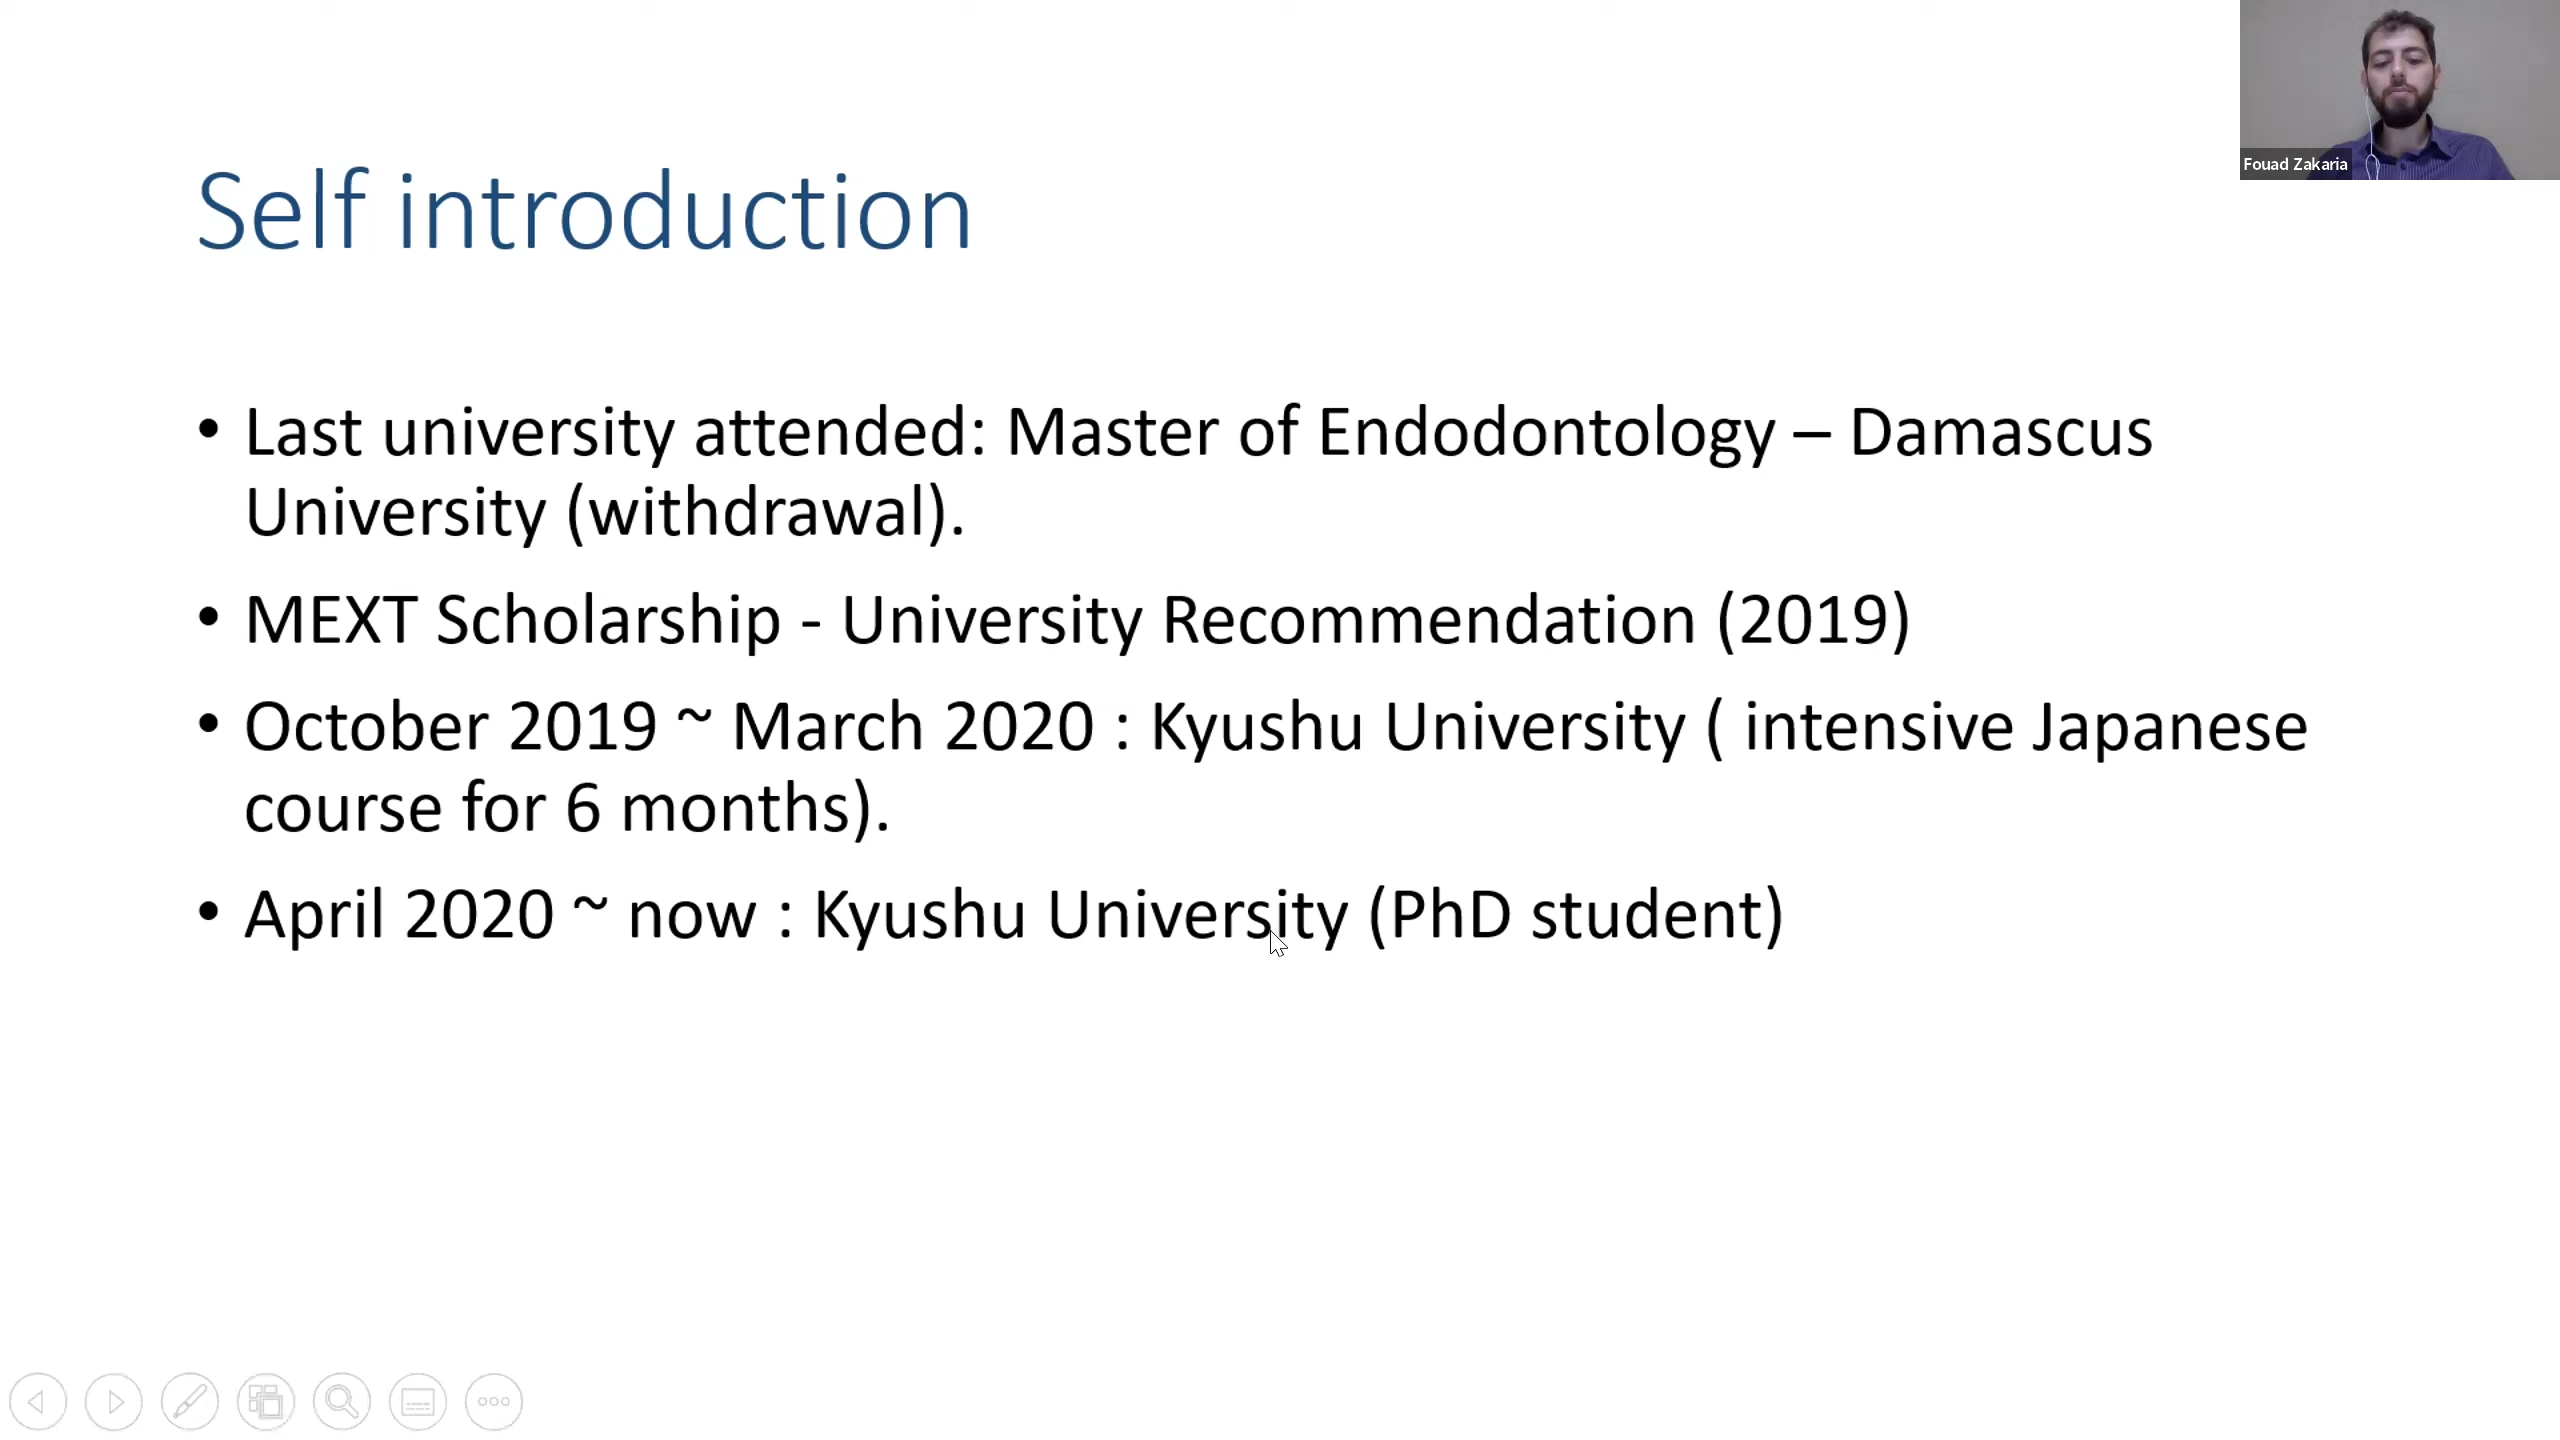 Fouad Zakaria
Self introduction
• Last university attended: Master of Endodontology – Damascus
University (withdrawal).
• MEXT Scholarship - University Recommendation (2019)
• October 2019 ~ March 2020 : Kyushu University ( intensive Japanese
course for 6 months).
• April 2020 ~ now : Kyushu University (PhD student)